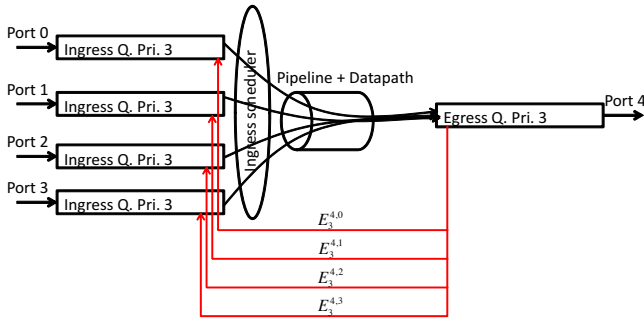 Port 0
Ingress Q. Pri. 3
Port 1
Ingress Q. Pri. 3
Port 2
Ingress Q. Pri. 3
Port 3
Ingress Q. Pri. 3
Ingress scheduler
Pipeline + Datapath
Port 4
Egress Q. Pri. 3
E_3^{4,0}
E_3^{4,1}
E_3^{4,2}
E_3^{4,3}